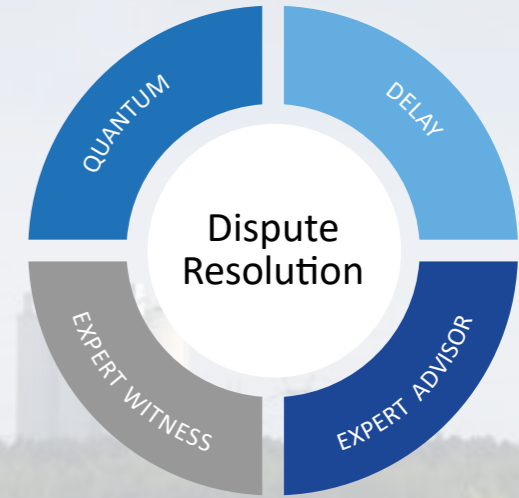 QUANTUM
DELAY
Dispute
Resolution
EXPERT WITNESS
EXPERT ADVISOR